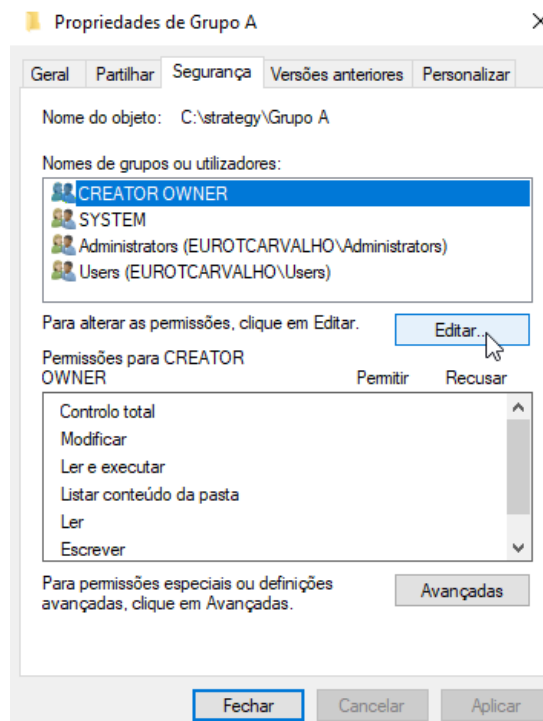 Propriedades de Grupo A
Geral Partilhar Segurança Versões anteriores Personalizar
Nome do objeto: C:\strategy\Grupo A
Nomes de grupos ou utilizadores:
CREATOR OWNER
SYSTEM
Administrators (EUROTCARVALHO\Administrators)
Users (EUROTCARVALHO\Users)
Para alterar as permissões, clique em Editar. Editar...
Permissões para CREATOR
OWNER Permitir Recusar
Controlo total
Modificar
Ler e executar
Listar conteúdo da pasta
Ler
Escrever
Para permissões especiais ou definições
avançadas, clique em Avançadas. Avançadas
Fechar Cancelar Aplicar